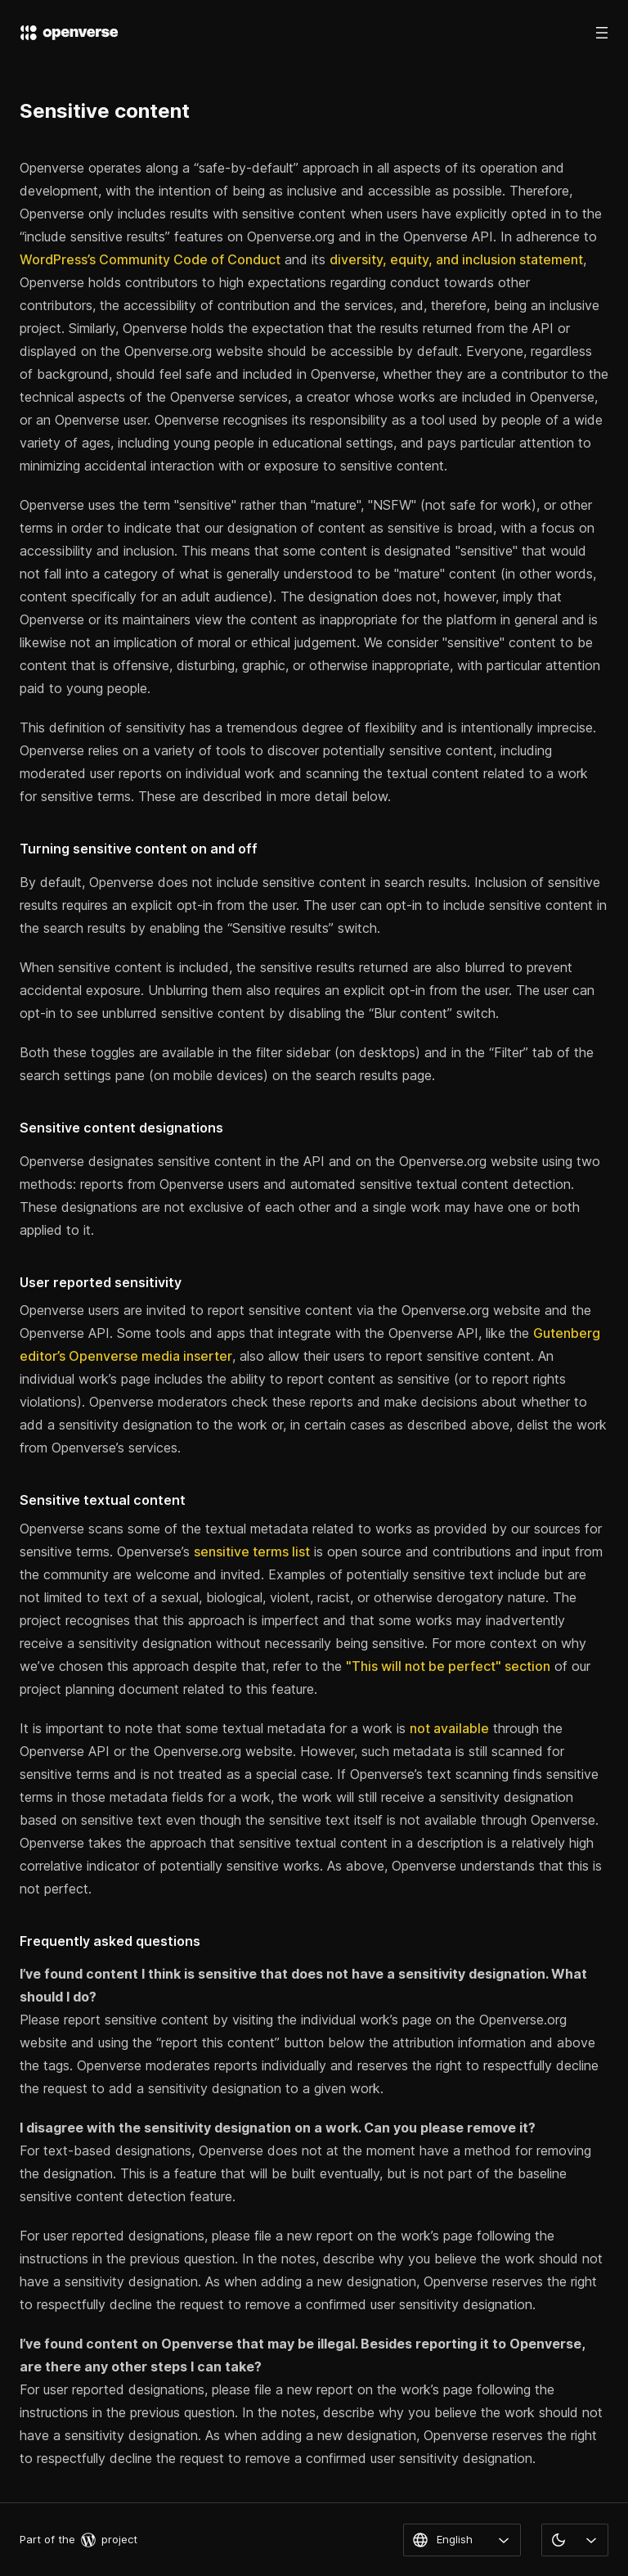 openverse
Sensitive content
Openverse operates along a “safe-by-default” approach in all aspects of its operation and
development, with the intention of being as inclusive and accessible as possible. Therefore,
Openverse only includes results with sensitive content when users have explicitly opted in to the
“include sensitive results” features on Openverse.org and in the Openverse API. In adherence to
WordPress’s Community Code of Conduct and its diversity, equity, and inclusion statement,
Openverse holds contributors to high expectations regarding conduct towards other
contributors, the accessibility of contribution and the services, and, therefore, being an inclusive
project. Similarly, Openverse holds the expectation that the results returned from the API or
displayed on the Openverse.org website should be accessible by default. Everyone, regardless
of background, should feel safe and included in Openverse, whether they are a contributor to the
technical aspects of the Openverse services, a creator whose works are included in Openverse,
or an Openverse user. Openverse recognises its responsibility as a tool used by people of a wide
variety of ages, including young people in educational settings, and pays particular attention to
minimizing accidental interaction with or exposure to sensitive content.
Openverse uses the term "sensitive" rather than "mature", "NSFW" (not safe for work), or other
terms in order to indicate that our designation of content as sensitive is broad, with a focus on
accessibility and inclusion. This means that some content is designated "sensitive" that would
not fall into a category of what is generally understood to be "mature" content (in other words,
content specifically for an adult audience). The designation does not, however, imply that
Openverse or its maintainers view the content as inappropriate for the platform in general and is
likewise not an implication of moral or ethical judgement. We consider "sensitive" content to be
content that is offensive, disturbing, graphic, or otherwise inappropriate, with particular attention
paid to young people.
This definition of sensitivity has a tremendous degree of flexibility and is intentionally imprecise.
Openverse relies on a variety of tools to discover potentially sensitive content, including
moderated user reports on individual work and scanning the textual content related to a work
for sensitive terms. These are described in more detail below.
Turning sensitive content on and off
By default, Openverse does not include sensitive content in search results. Inclusion of sensitive
results requires an explicit opt-in from the user. The user can opt-in to include sensitive content in
the search results by enabling the “Sensitive results” switch.
When sensitive content is included, the sensitive results returned are also blurred to prevent
accidental exposure. Unblurring them also requires an explicit opt-in from the user. The user can
opt-in to see unblurred sensitive content by disabling the “Blur content” switch.
Both these toggles are available in the filter sidebar (on desktops) and in the “Filter” tab of the
search settings pane (on mobile devices) on the search results page.
Sensitive content designations
Openverse designates sensitive content in the API and on the Openverse.org website using two
methods: reports from Openverse users and automated sensitive textual content detection.
These designations are not exclusive of each other and a single work may have one or both
applied to it.
User reported sensitivity
Openverse users are invited to report sensitive content via the Openverse.org website and the
Openverse API. Some tools and apps that integrate with the Openverse API, like the Gutenberg
editor’s Openverse media inserter, also allow their users to report sensitive content. An
individual work’s page includes the ability to report content as sensitive (or to report rights
violations). Openverse moderators check these reports and make decisions about whether to
add a sensitivity designation to the work or, in certain cases as described above, delist the work
from Openverse’s services.
Sensitive textual content
Openverse scans some of the textual metadata related to works as provided by our sources for
sensitive terms. Openverse’s sensitive terms list is open source and contributions and input from
the community are welcome and invited. Examples of potentially sensitive text include but are
not limited to text of a sexual, biological, violent, racist, or otherwise derogatory nature. The
project recognises that this approach is imperfect and that some works may inadvertently
receive a sensitivity designation without necessarily being sensitive. For more context on why
we’ve chosen this approach despite that, refer to the "This will not be perfect" section of our
project planning document related to this feature.
It is important to note that some textual metadata for a work is not available through the
Openverse API or the Openverse.org website. However, such metadata is still scanned for
sensitive terms and is not treated as a special case. If Openverse’s text scanning finds sensitive
terms in those metadata fields for a work, the work will still receive a sensitivity designation
based on sensitive text even though the sensitive text itself is not available through Openverse.
Openverse takes the approach that sensitive textual content in a description is a relatively high
correlative indicator of potentially sensitive works. As above, Openverse understands that this is
not perfect.
Frequently asked questions
I’ve found content I think is sensitive that does not have a sensitivity designation. What
should I do?
Please report sensitive content by visiting the individual work’s page on the Openverse.org
website and using the “report this content” button below the attribution information and above
the tags. Openverse moderates reports individually and reserves the right to respectfully decline
the request to add a sensitivity designation to a given work.
I disagree with the sensitivity designation on a work. Can you please remove it?
For text-based designations, Openverse does not at the moment have a method for removing
the designation. This is a feature that will be built eventually, but is not part of the baseline
sensitive content detection feature.
For user reported designations, please file a new report on the work’s page following the
instructions in the previous question. In the notes, describe why you believe the work should not
have a sensitivity designation. As when adding a new designation, Openverse reserves the right
to respectfully decline the request to remove a confirmed user sensitivity designation.
I’ve found content on Openverse that may be illegal. Besides reporting it to Openverse,
are there any other steps I can take?
For user reported designations, please file a new report on the work’s page following the
instructions in the previous question. In the notes, describe why you believe the work should not
have a sensitivity designation. As when adding a new designation, Openverse reserves the right
to respectfully decline the request to remove a confirmed user sensitivity designation.
Part of the project
English